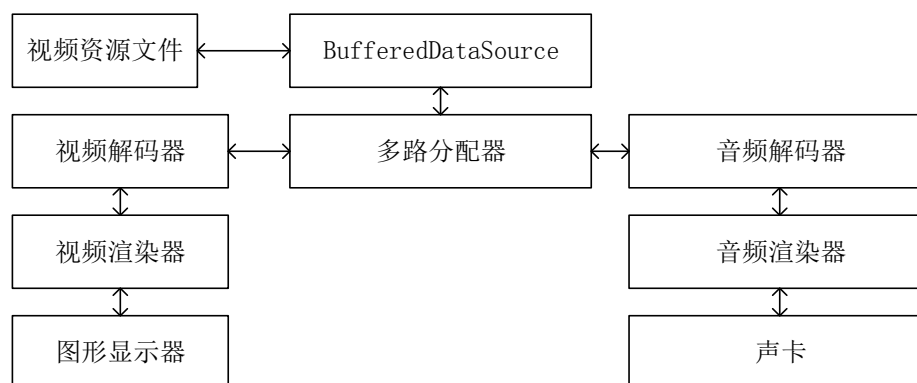 视频资源文件
BufferedDataSource
视频解码器
多路分配器
音频解码器
视频渲染器
音频渲染器
图形显示器
声卡